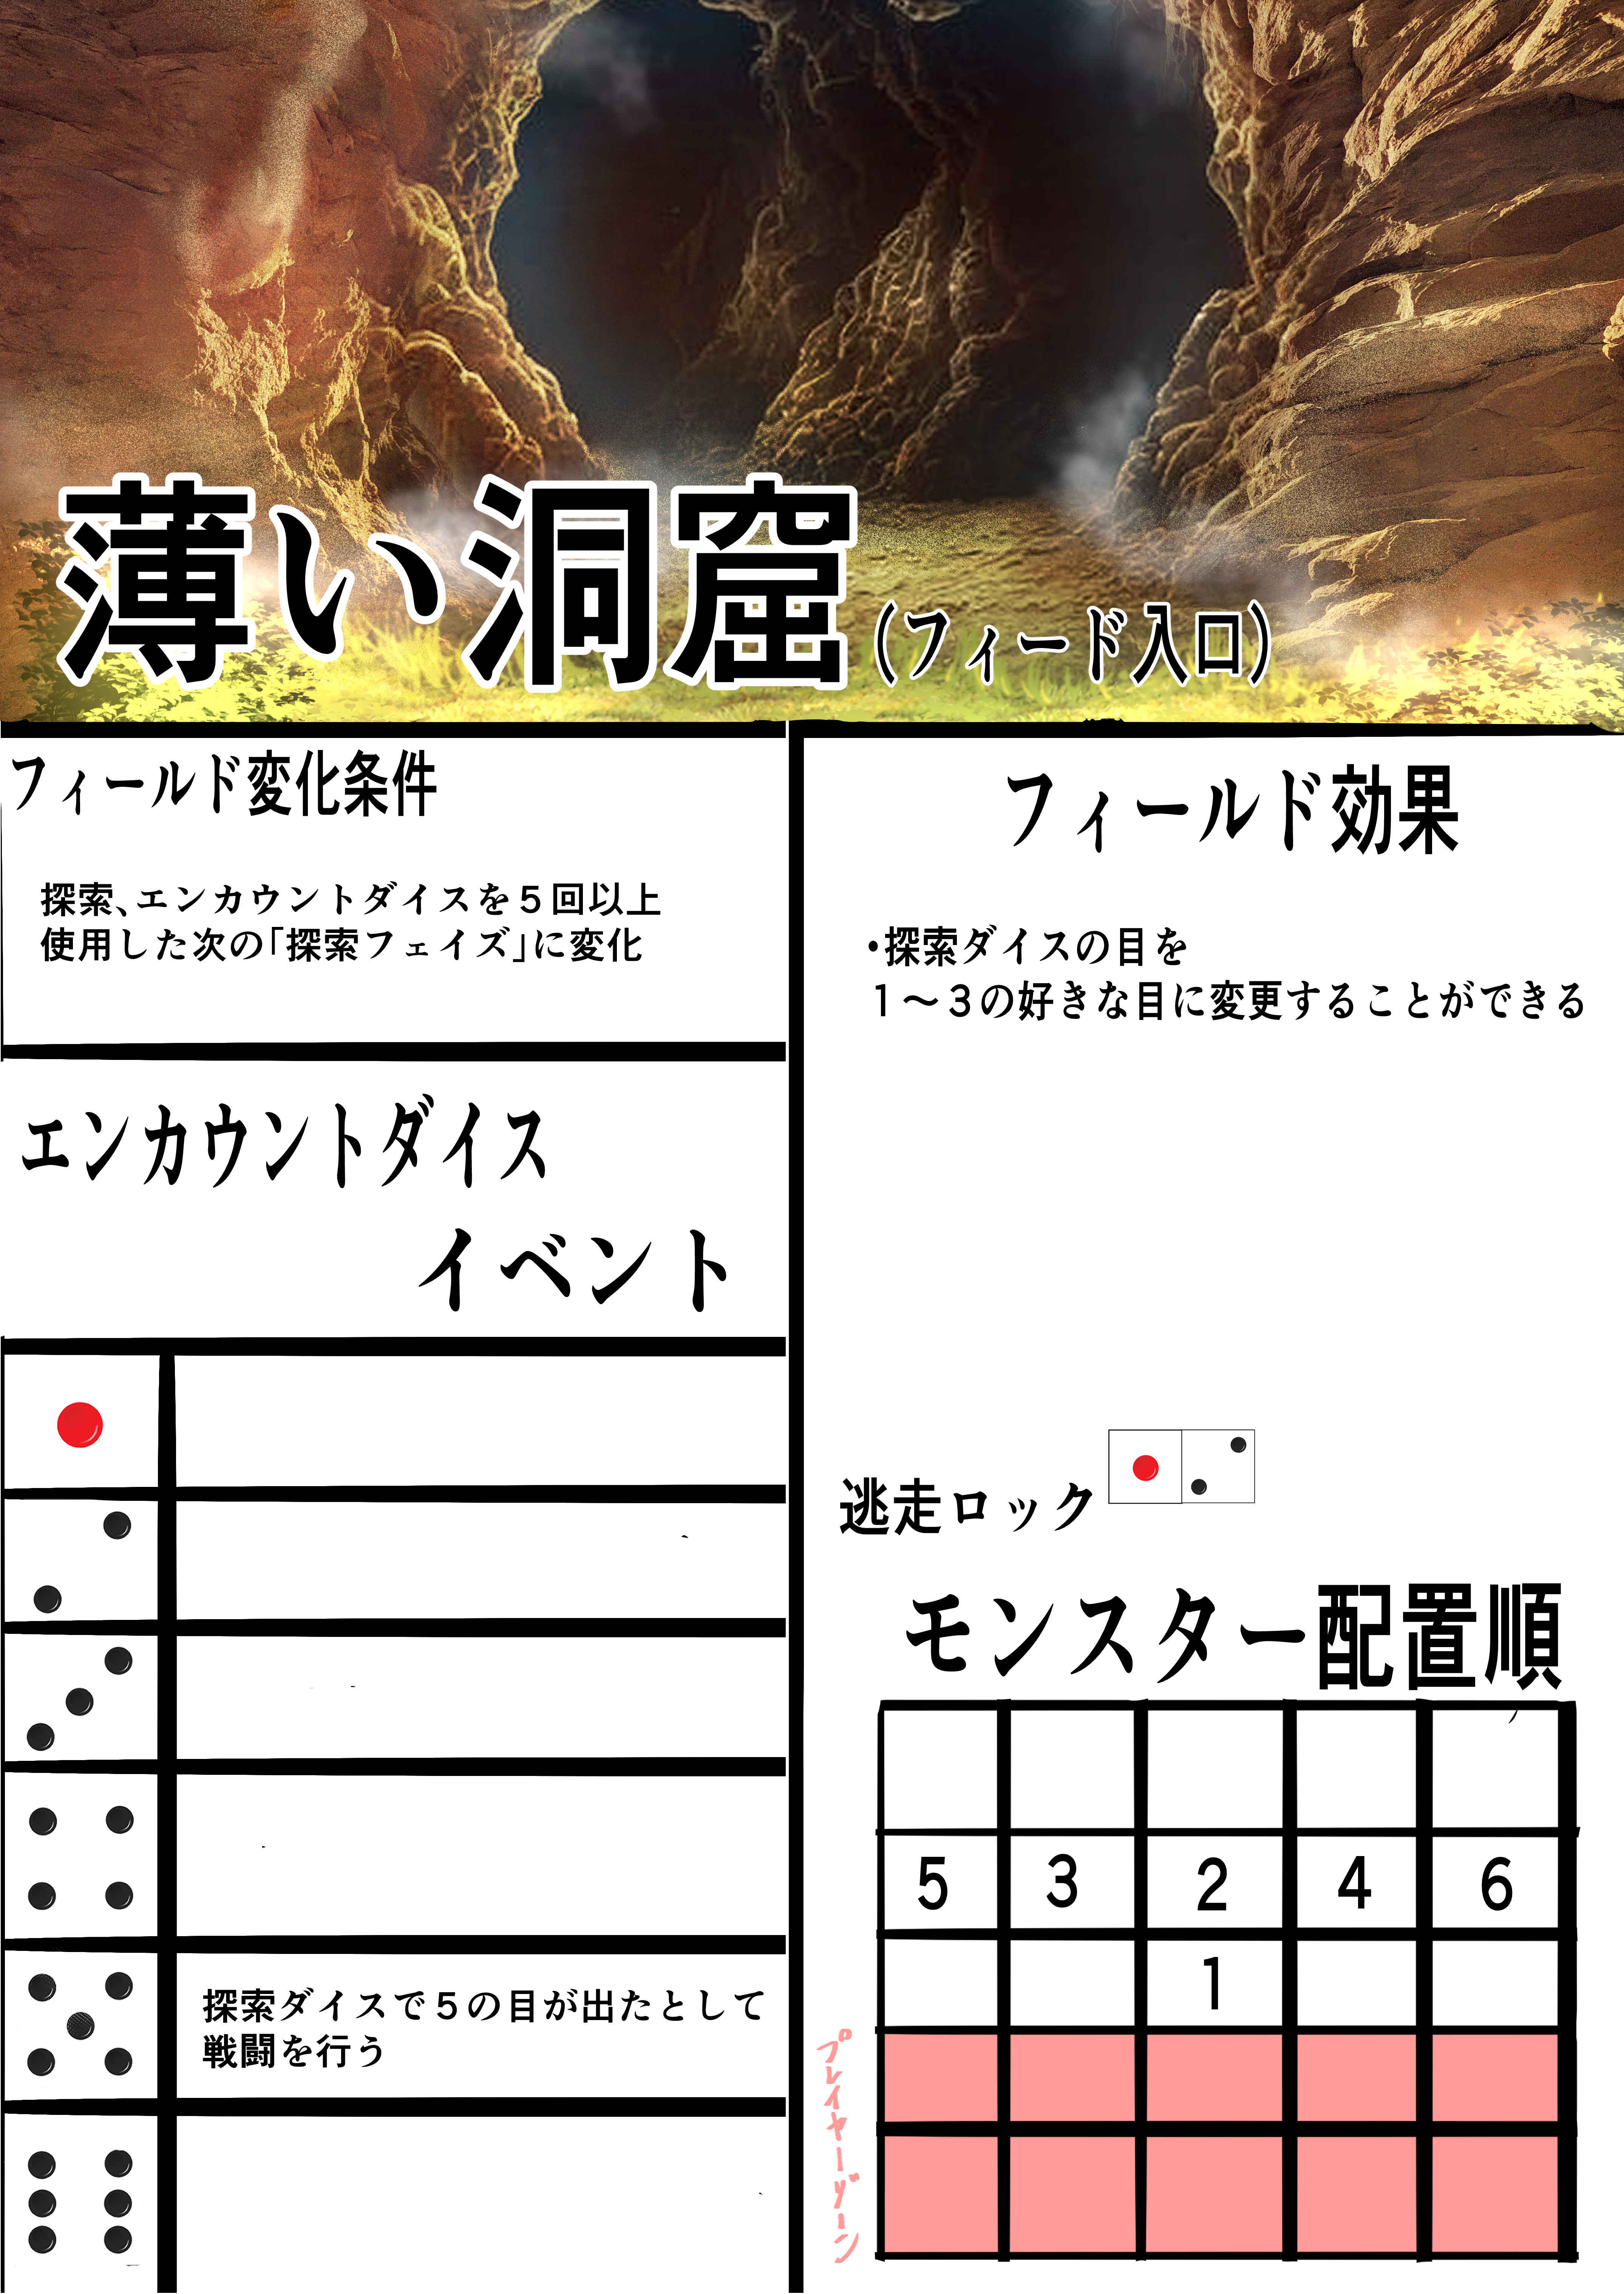 薄い洞窟(フィード入口)
フィールド変化条件
探索、エンカウントダイスを５回以上
使用した次の「探索フェイズ」に変化
エンカウントダイス
イベント
探索ダイスで５の目が出たとして
戦闘を行う
フィールド効果
・探索ダイスの目を
１～３の好きな目に変更することができる
逃走ロック
モンスター配置順
5 3 2 4 6
1
プレイヤーゾーン